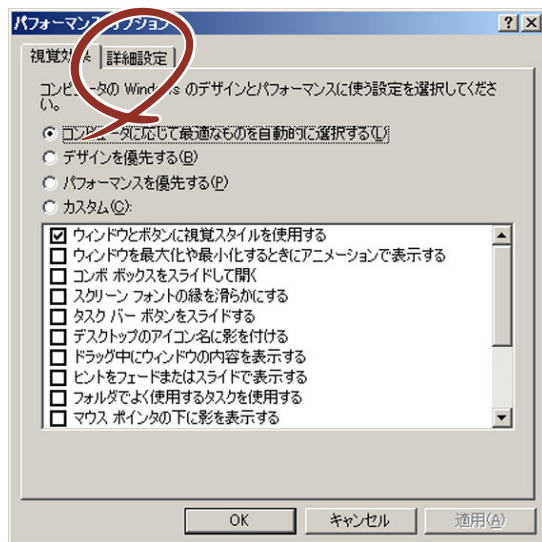 パフォーマンス オプション
視覚効果
詳細設定
コンピュータの Windows のデザインとパフォーマンスに使う設定を選択してくださ
い。
コンピュータに応じて最適なものを自動的に選択する(L)
デザインを優先する(B)
パフォーマンスを優先する(P)
カスタム(C):
ウィンドウとボタンに視覚スタイルを使用する
ウィンドウを最大化や最小化するときにアニメーションで表示する
コンボ ボックスをスライドして開く
スクリーン フォントの縁を滑らかにする
タスク バー ボタンをスライドする
デスクトップのアイコン名に影を付ける
ドラッグ中にウィンドウの内容を表示する
ヒントをフェードまたはスライドで表示する
フォルダでよく使用するタスクを使用する
マウス ポインタの下に影を表示する
OK
キャンセル
適用(A)